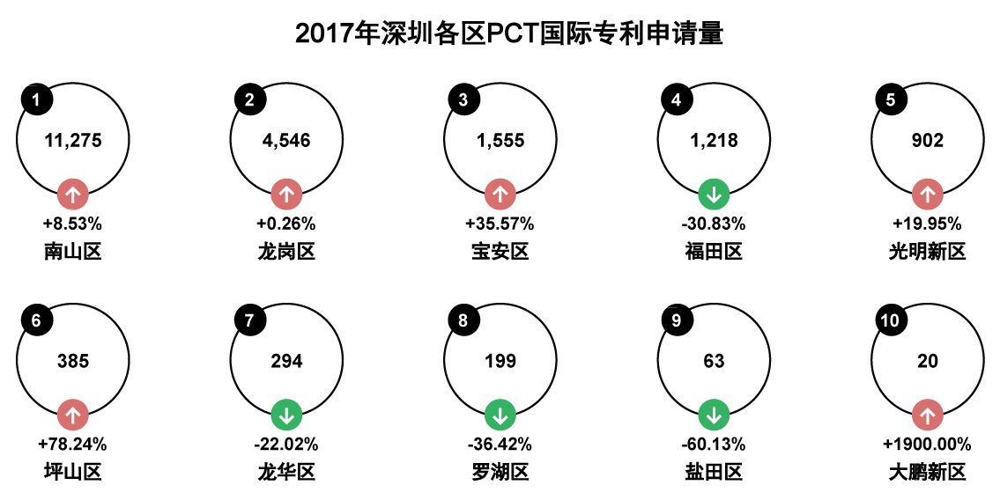 2017年深圳各区PCT国际专利申请量
1 2 3 4 5
11,275 4,546 1,555 1,218 902
+8.53% +0.26% +35.57% -30.83% +19.95%
南山区 龙岗区 宝安区 福田区 光明新区
6 7 8 9 10
385 294 199 63 20
+78.24% -22.02% -36.42% -60.13% +1900.00%
坪山区 龙华区 罗湖区 盐田区 大鹏新区